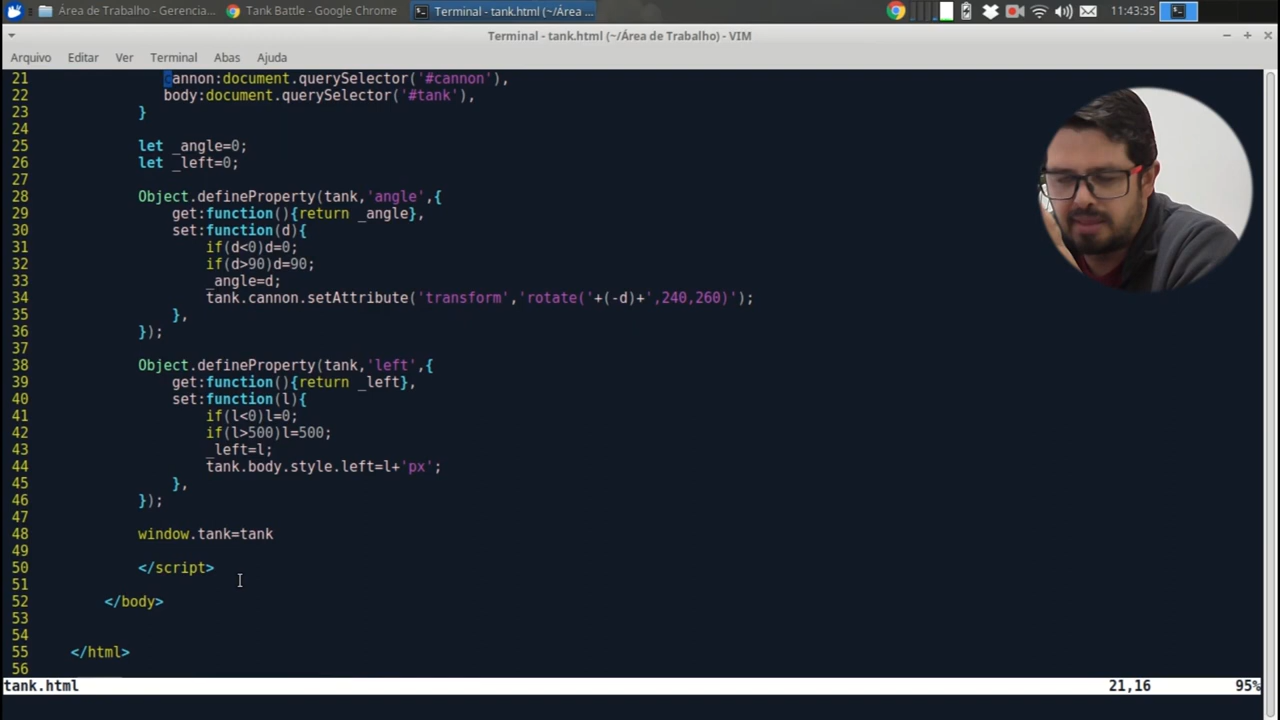 Área de Trabalho - Gerencia... Tank Battle - Google Chrome Terminal - tank.html (~/Área ... 11:43:35
Terminal - tank.html (~/Área de Trabalho) - VIM
Arquivo Editar Ver Terminal Abas Ajuda
21 cannon:document.querySelector('#cannon'),
22 body:document.querySelector('#tank'),
23 }
24
25 let _angle=0;
26 let _left=0;
27
28 Object.defineProperty(tank,'angle',{
29 get:function(){return _angle},
30 set:function(d){
31 if(d<0)d=0;
32 if(d>90)d=90;
33 _angle=d;
34 tank.cannon.setAttribute('transform','rotate('+(-d)+',240,260)');
35 },
36 });
37
38 Object.defineProperty(tank,'left',{
39 get:function(){return _left},
40 set:function(l){
41 if(l<0)l=0;
42 if(l>500)l=500;
43 _left=l;
44 tank.body.style.left=l+'px';
45 },
46 });
47
48 window.tank=tank
49
50 </script>
51
52 </body>
53
54
55 </html>
56
tank.html 21,16 95%